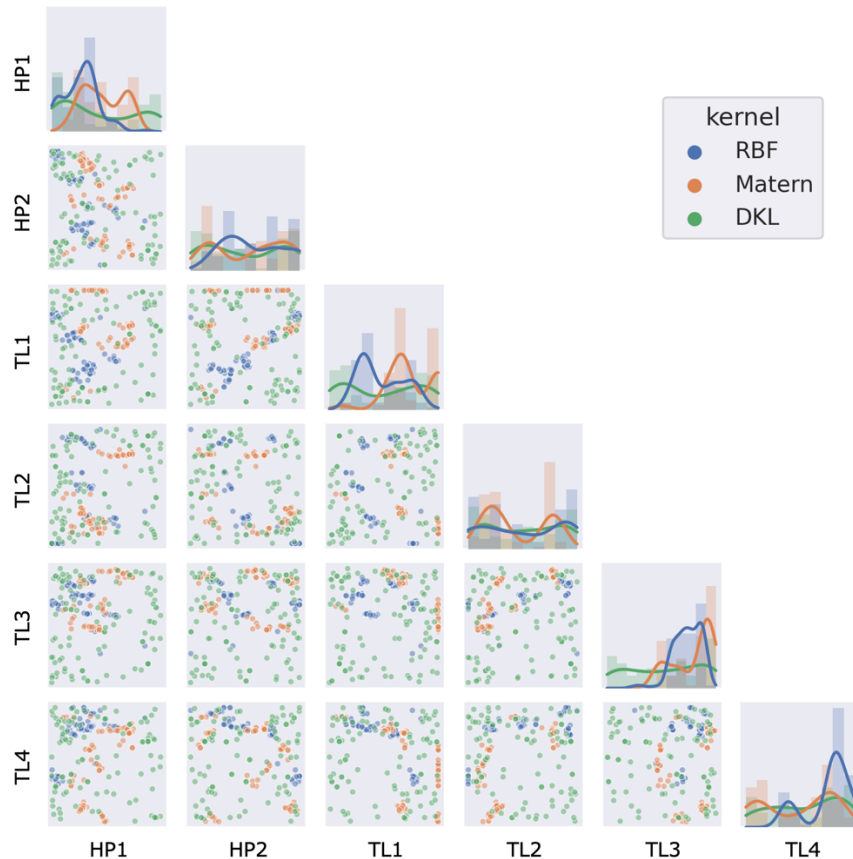 HP1
kernel
RBF
Matern
DKL
HP2
TL1
TL2
TL3
TL4
HP1 HP2 TL1 TL2 TL3 TL4